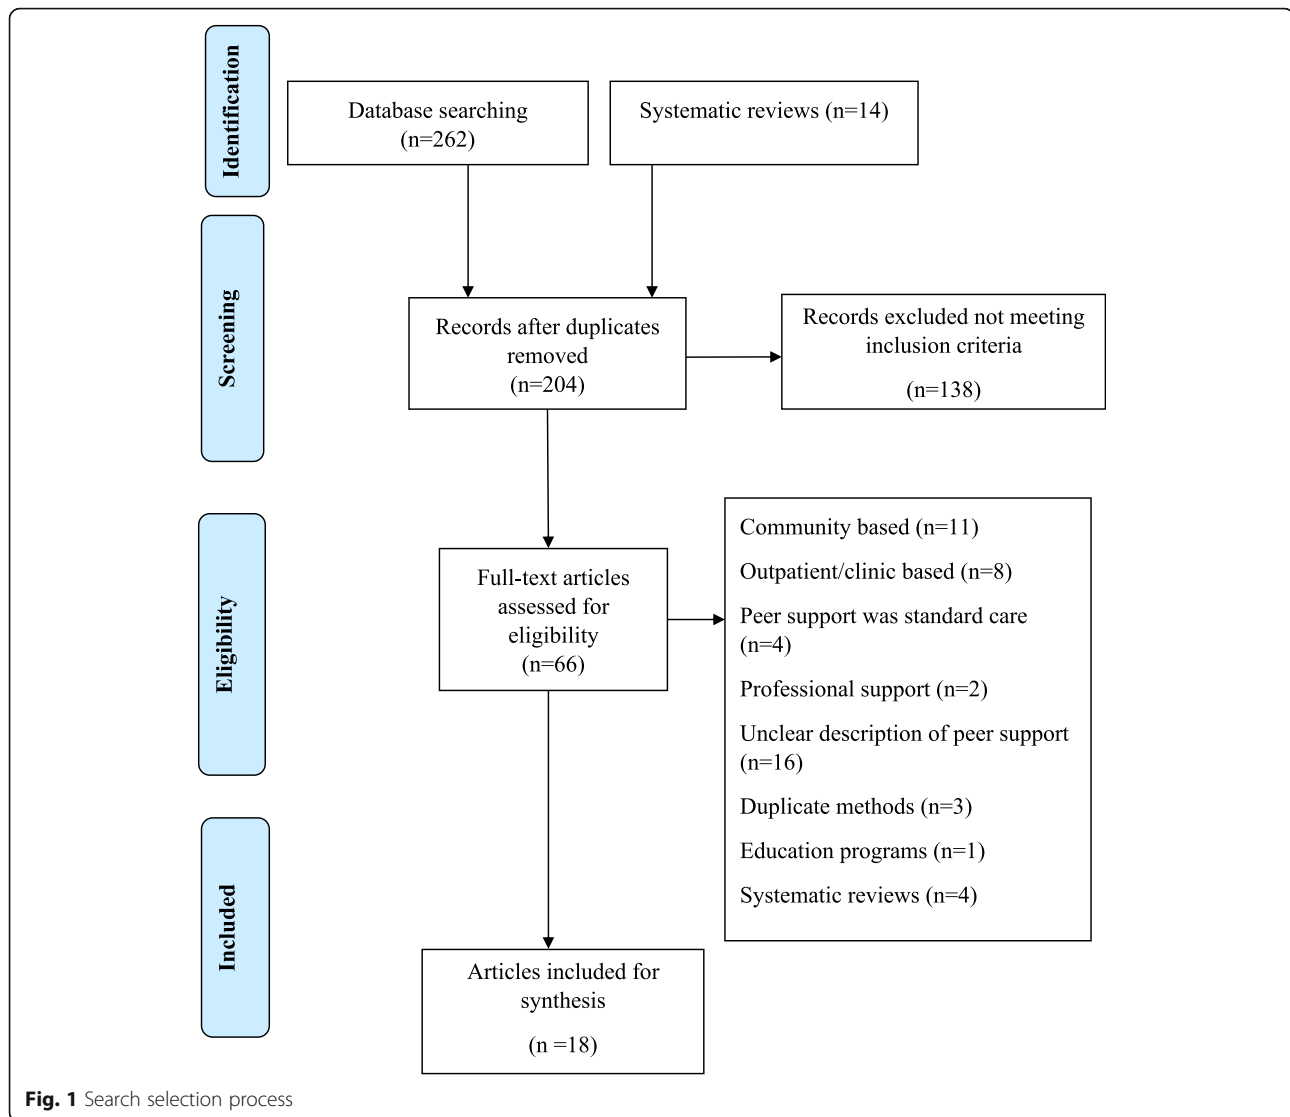 Identification
Database searching
(n=262)
Systematic reviews (n=14)
Screening
Records after duplicates
removed
(n=204)
Records excluded not meeting
inclusion criteria
(n=138)
Eligibility
Full-text articles
assessed for
eligibility
(n=66)
Community based (n=11)
Outpatient/clinic based (n=8)
Peer support was standard care
(n=4)
Professional support (n=2)
Unclear description of peer support
(n=16)
Duplicate methods (n=3)
Education programs (n=1)
Systematic reviews (n=4)
Included
Articles included for
synthesis
(n =18)
Fig. 1 Search selection process